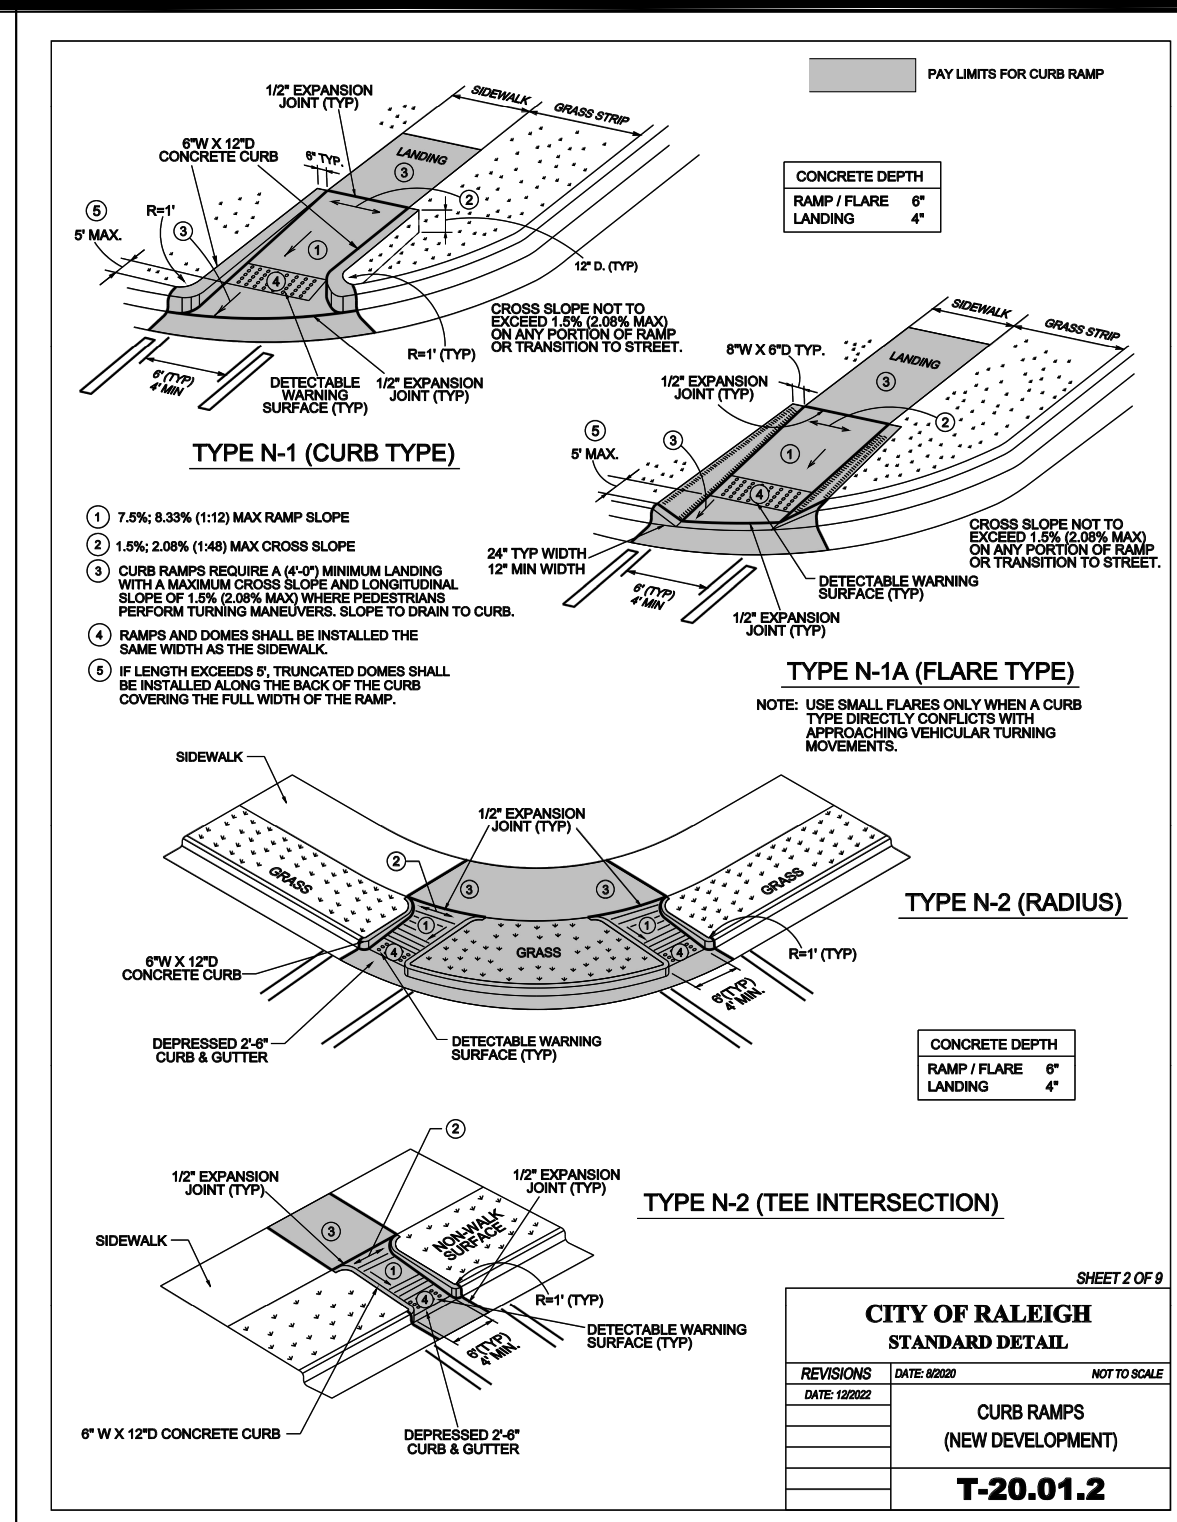 PAY LIMITS FOR CURB RAMP
1/2" EXPANSION
JOINT (TYP)
SIDEWALK
GRASS STRIP
6"W X 12"D
CONCRETE CURB
6" TYP.
LANDING
3
2
5
5' MAX.
R=1'
3
1
4
12" D. (TYP)
CONCRETE DEPTH
RAMP / FLARE 6"
LANDING 4"
CROSS SLOPE NOT TO
EXCEED 1.5% (2.08% MAX)
ON ANY PORTION OF RAMP
OR TRANSITION TO STREET.
R=1' (TYP)
6' (TYP)
4' MIN
DETECTABLE
WARNING
SURFACE (TYP)
1/2" EXPANSION
JOINT (TYP)
TYPE N-1 (CURB TYPE)
SIDEWALK
GRASS STRIP
8"W X 6"D TYP.
LANDING
1/2" EXPANSION
JOINT (TYP)
3
2
5
5' MAX.
3
1
4
CROSS SLOPE NOT TO
EXCEED 1.5% (2.08% MAX)
ON ANY PORTION OF RAMP
OR TRANSITION TO STREET.
24" TYP WIDTH
12" MIN WIDTH
6' (TYP)
4' MIN
DETECTABLE WARNING
SURFACE (TYP)
1/2" EXPANSION
JOINT (TYP)
TYPE N-1A (FLARE TYPE)
NOTE: USE SMALL FLARES ONLY WHEN A CURB
TYPE DIRECTLY CONFLICTS WITH
APPROACHING VEHICULAR TURNING
MOVEMENTS.
1 7.5%; 8.33% (1:12) MAX RAMP SLOPE
2 1.5%; 2.08% (1:48) MAX CROSS SLOPE
3 CURB RAMPS REQUIRE A (4'-0") MINIMUM LANDING
WITH A MAXIMUM CROSS SLOPE AND LONGITUDINAL
SLOPE OF 1.5% (2.08% MAX) WHERE PEDESTRIANS
PERFORM TURNING MANEUVERS. SLOPE TO DRAIN TO CURB.
4 RAMPS AND DOMES SHALL BE INSTALLED THE
SAME WIDTH AS THE SIDEWALK.
5 IF LENGTH EXCEEDS 5', TRUNCATED DOMES SHALL
BE INSTALLED ALONG THE BACK OF THE CURB
COVERING THE FULL WIDTH OF THE RAMP.
SIDEWALK
1/2" EXPANSION
JOINT (TYP)
2
GRASS
3
3
GRASS
1
1
4
GRASS
4
TYPE N-2 (RADIUS)
6"W X 12"D
CONCRETE CURB
R=1' (TYP)
6'(TYP)
4' MIN.
DEPRESSED 2'-6"
CURB & GUTTER
DETECTABLE WARNING
SURFACE (TYP)
CONCRETE DEPTH
RAMP / FLARE 6"
LANDING 4"
2
1/2" EXPANSION
JOINT (TYP)
1/2" EXPANSION
JOINT (TYP)
TYPE N-2 (TEE INTERSECTION)
3
NON-WALK
SURFACE
SIDEWALK
1
4
R=1' (TYP)
DETECTABLE WARNING
SURFACE (TYP)
6'(TYP)
4' MIN.
6" W X 12"D CONCRETE CURB
DEPRESSED 2'-6"
CURB & GUTTER
SHEET 2 OF 9
CITY OF RALEIGH
STANDARD DETAIL
REVISIONS
DATE: 8/2020
NOT TO SCALE
DATE: 12/2022
CURB RAMPS
(NEW DEVELOPMENT)
T-20.01.2